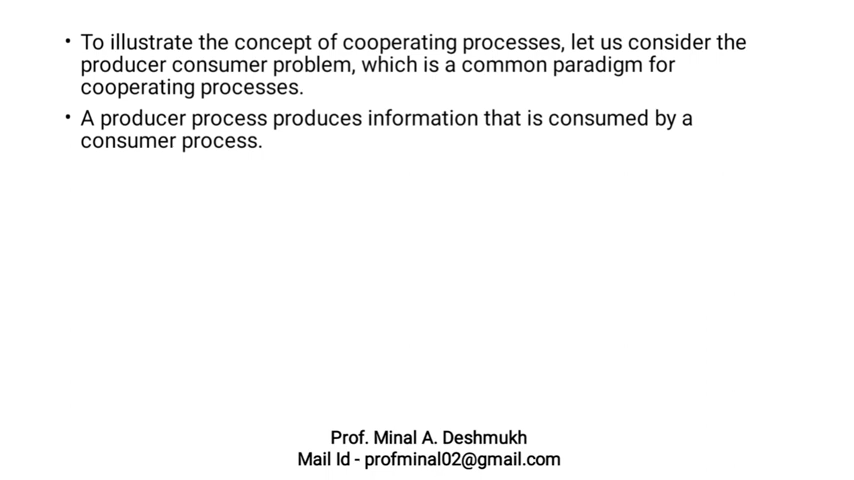 • To illustrate the concept of cooperating processes, let us consider the
producer consumer problem, which is a common paradigm for
cooperating processes.
• A producer process produces information that is consumed by a
consumer process.
Prof. Minal A. Deshmukh
Mail Id - profminal02@gmail.com